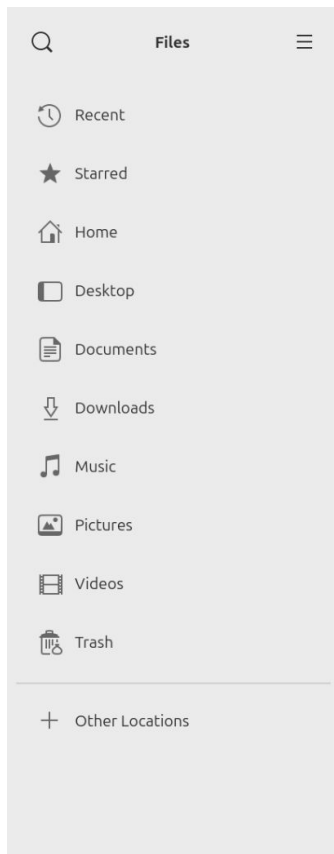 Files
Recent
Starred
Home
Desktop
Documents
Downloads
Music
Pictures
Videos
Trash
Other Locations